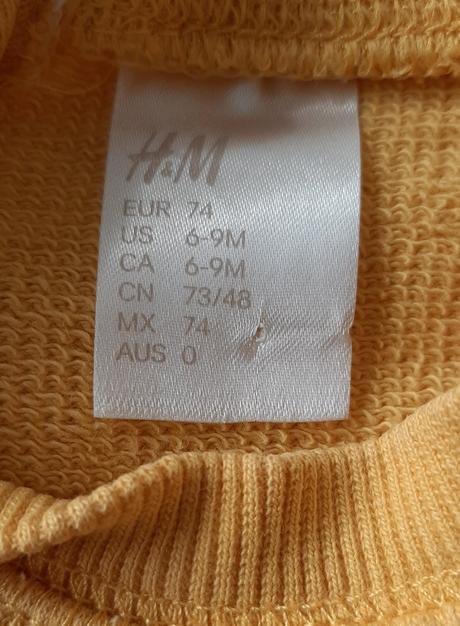 H&M
EUR 74
US 6-9M
CA 6-9M
CN 73/48
MX 74
AUS 0